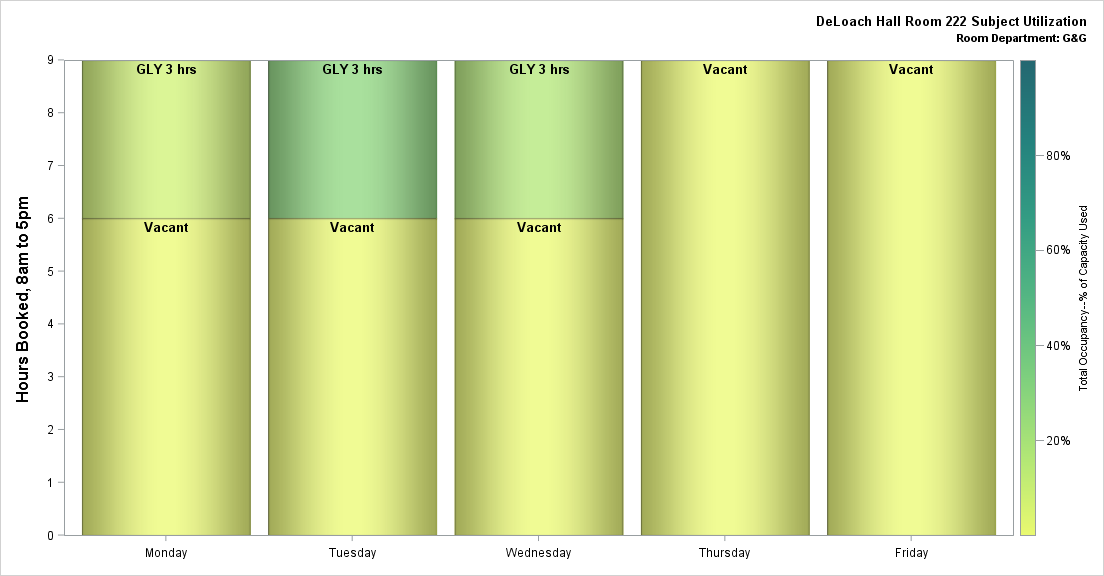 DeLoach Hall Room 222 Subject Utilization
Room Department: G&G
Hours Booked, 8am to 5pm
9
8
7
6
5
4
3
2
1
0
GLY 3 hrs
GLY 3 hrs
GLY 3 hrs
Vacant
Vacant
Vacant
Vacant
Vacant
Monday
Tuesday
Wednesday
Thursday
Friday
80%
60%
40%
20%
Total Occupancy--% of Capacity Used